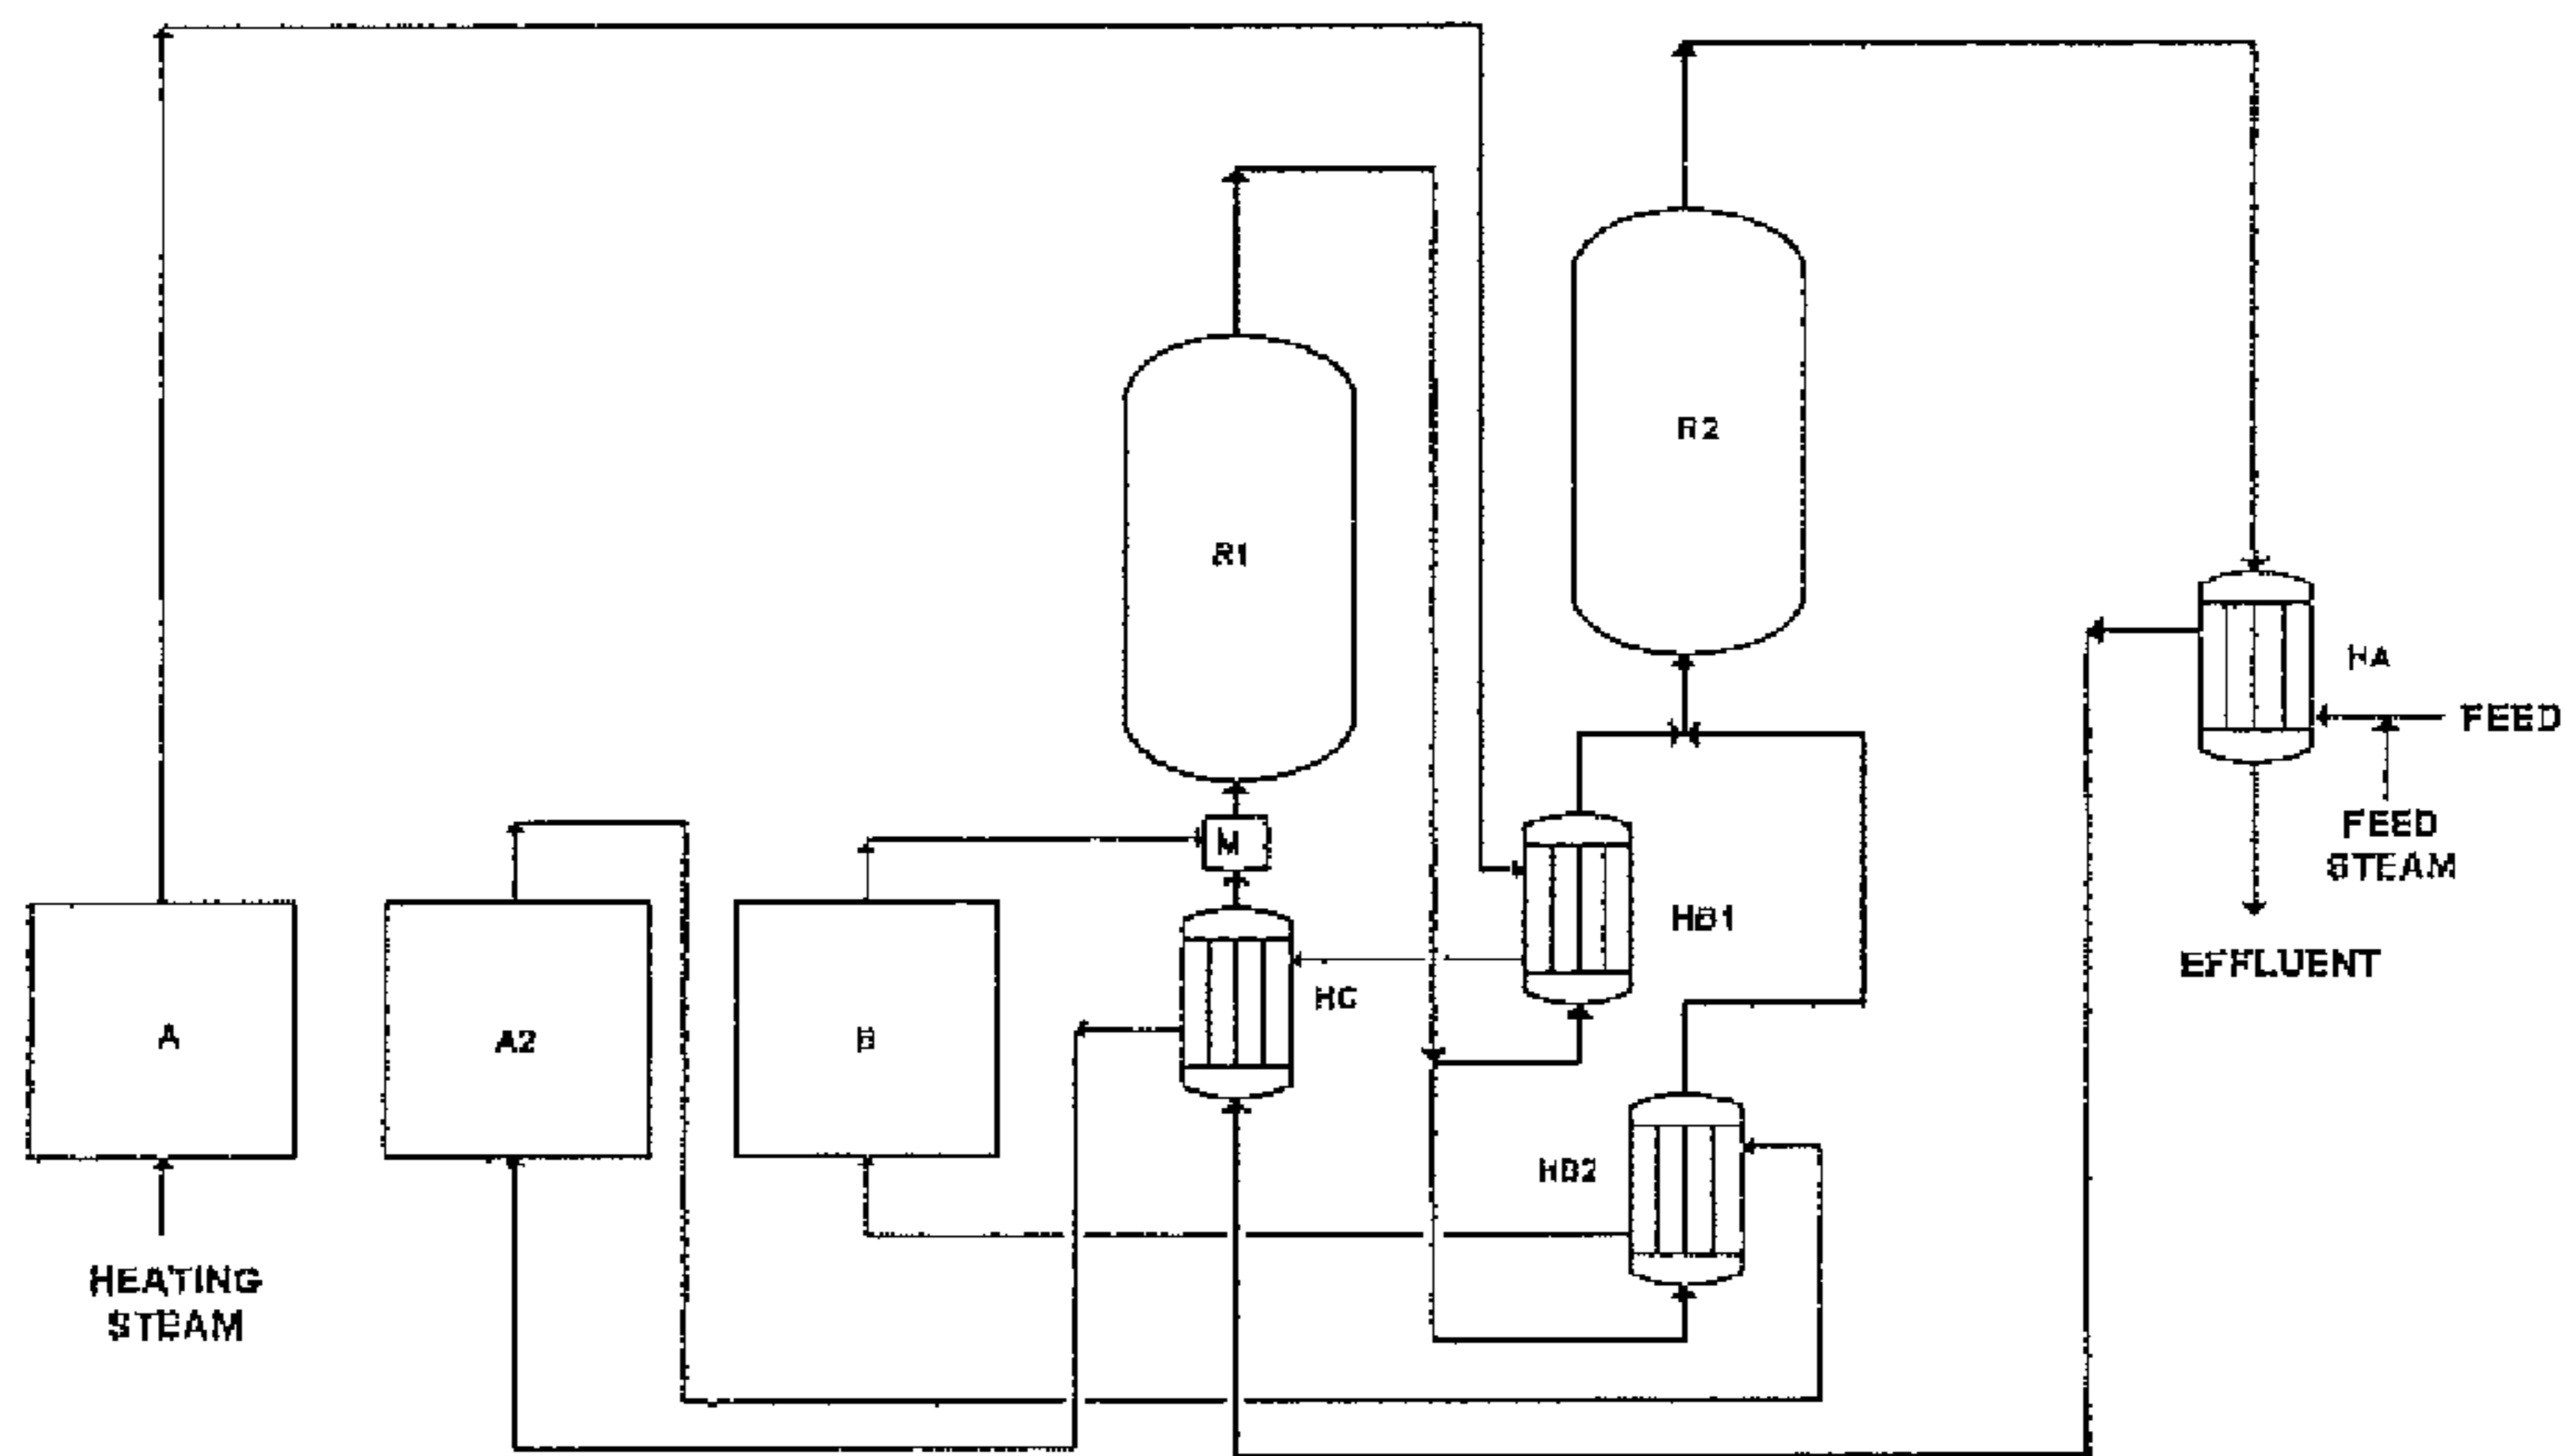 R2
R1
HA
FEED
FEED
STEAM
M
HB1
EFFLUENT
HC
A
A2
B
HB2
HEATING
STEAM